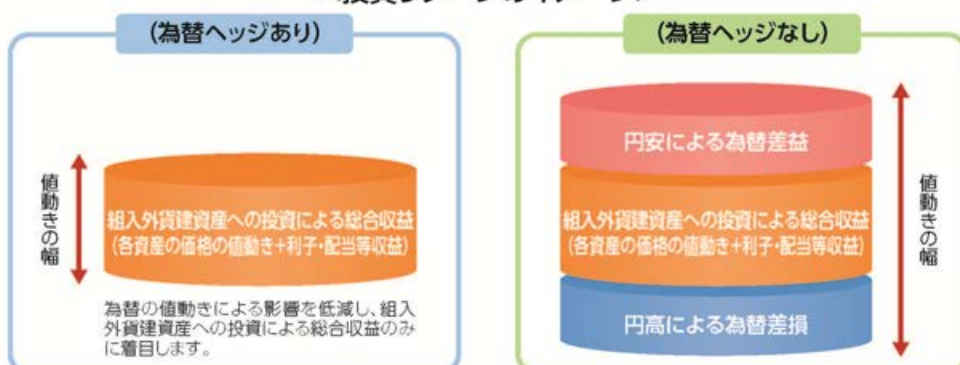 (為替ヘッジあり)
値動きの幅
組入外貨建資産への投資による総合収益
(各資産の価格の値動き+利子・配当等収益)
為替の値動きによる影響を低減し、組入
外貨建資産への投資による総合収益のみ
に着目します。
(為替ヘッジなし)
円安による為替差益
組入外貨建資産への投資による総合収益
(各資産の価格の値動き+利子・配当等収益)
円高による為替差損
値動きの幅